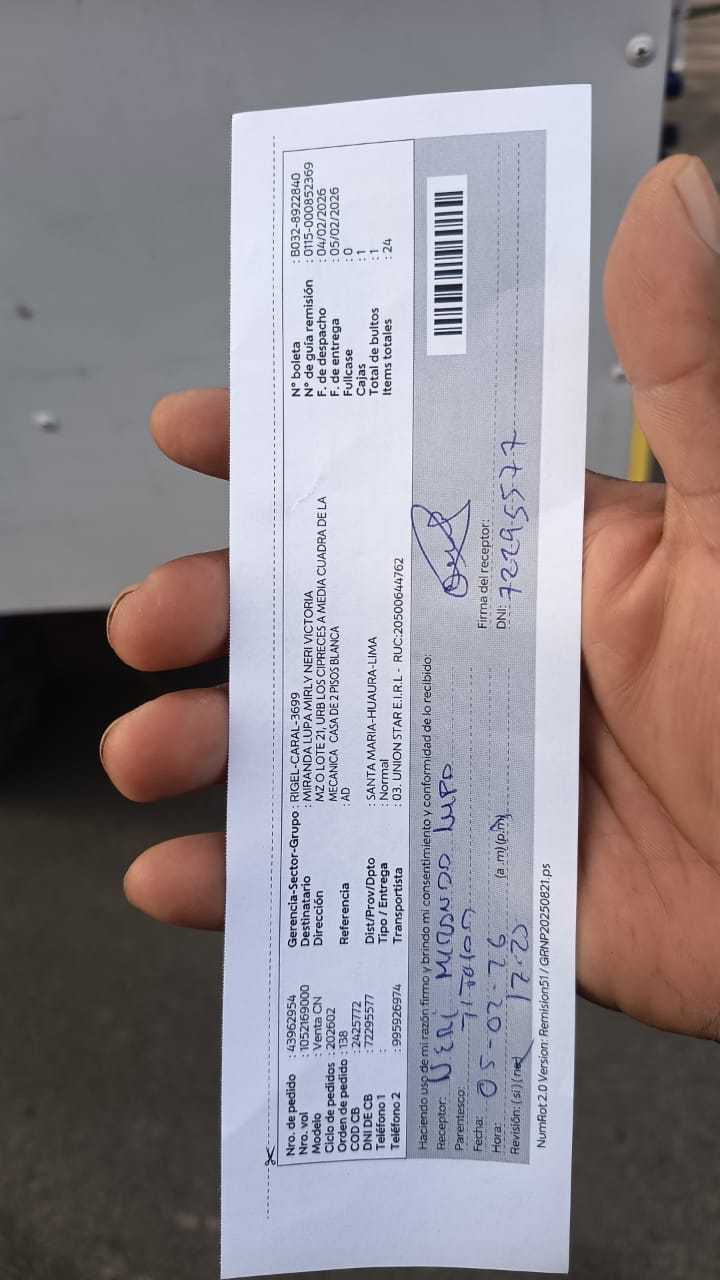 Nro. de pedido : 43962954
Nro. vol : 1052169000
Modelo : Venta CN
Ciclo de pedidos : 202602
Orden de pedido : 138
COD CB : 2425772
DNI DE CB : 72295577
Teléfono 1 :
Teléfono 2 : 995926974
Gerencia-Sector-Grupo : RIGEL-CARAL-3699
Destinatario : MIRANDA LUPA MIRLY NERI VICTORIA
Dirección MZ O LOTE 21, URB LOS CIPRECES A MEDIA CUADRA DE LA
MECANICA CASA DE 2 PISOS BLANCA
Referencia : AD
Dist/Prov/Dpto : SANTA MARIA-HUAURA-LIMA
Tipo / Entrega : Normal
Transportista : 03. UNION STAR E.I.R.L - RUC:20500644762
N° boleta : B032-8922840
N° de guía remisión : 0115-000852369
F. de despacho : 04/02/2026
F. de entrega : 05/02/2026
Fullcase : 0
Cajas : 1
Total de bultos : 1
Items totales : 24
Haciendo uso de mi razón firmo y brindo mi consentimiento y conformidad de lo recibido:
Receptor: NERI MIRANDA LUPA
Parentesco: TITULAR
Fecha: 05-02-26
Hora: 12:20 (a.m)(p.m)
Revisión: (si)(no)
Firma del receptor:
DNI: 72295577
NumRot 2.0 Version: Remision51 / GRNP20250821.ps